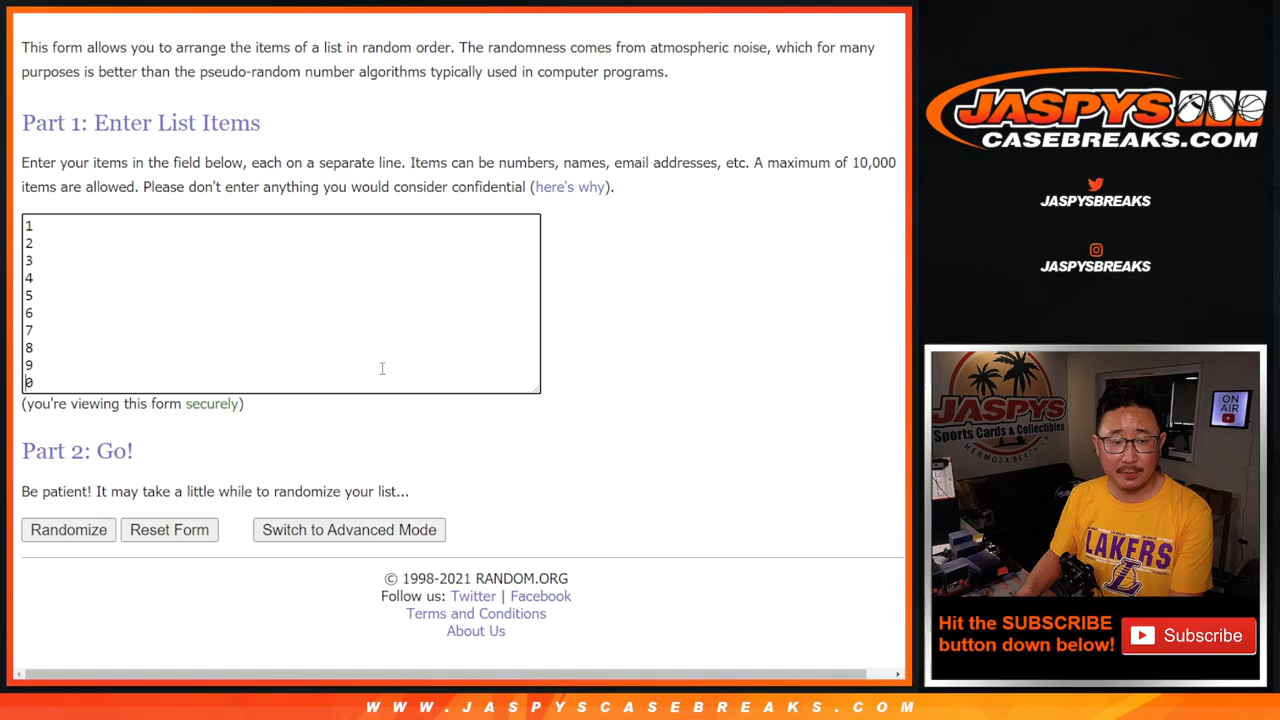 This form allows you to arrange the items of a list in random order. The randomness comes from atmospheric noise, which for many
purposes is better than the pseudo-random number algorithms typically used in computer programs.
Part 1: Enter List Items
Enter your items in the field below, each on a separate line. Items can be numbers, names, email addresses, etc. A maximum of 10,000
items are allowed. Please don't enter anything you would consider confidential (here's why).
1
2
3
4
5
6
7
8
9
0
(you're viewing this form securely)
Part 2: Go!
Be patient! It may take a little while to randomize your list...
Randomize Reset Form Switch to Advanced Mode
© 1998-2021 RANDOM.ORG
Follow us: Twitter | Facebook
Terms and Conditions
About Us
JASPYS
CASEBREAKS.COM
JASPYSBREAKS
JASPYSBREAKS
JASPYS
Sports Cards & Collectibles
HERMOSA BEACH, CA
ON
AIR
LAKERS
L
Hit the SUBSCRIBE
button down below!
Subscribe
WWW.JASPYSCASEBREAKS.COM